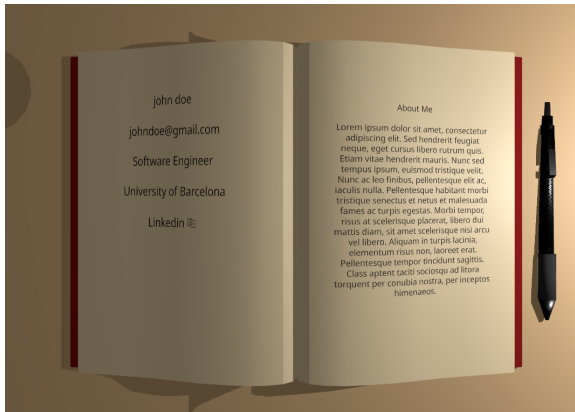 john doe
johndoe@gmail.com
Software Engineer
University of Barcelona
Linkedin
About Me
Lorem ipsum dolor sit amet, consectetur
adipiscing elit. Sed hendrerit feugiat
neque, eget cursus libero rutrum quis.
Etiam vitae hendrerit mauris. Nunc sed
tempus ipsum, euismod tristique velit.
Nunc ac leo finibus, pellentesque elit ac,
iaculis nulla. Pellentesque habitant morbi
tristique senectus et netus et malesuada
fames ac turpis egestas. Morbi tempor,
risus at scelerisque placerat, libero dui
mattis diam, sit amet scelerisque nisi arcu
vel libero. Aliquam in turpis lacinia,
elementum risus non, laoreet erat.
Pellentesque tempor tincidunt sagittis.
Class aptent taciti sociosqu ad litora
torquent per conubia nostra, per inceptos
himenaeos.